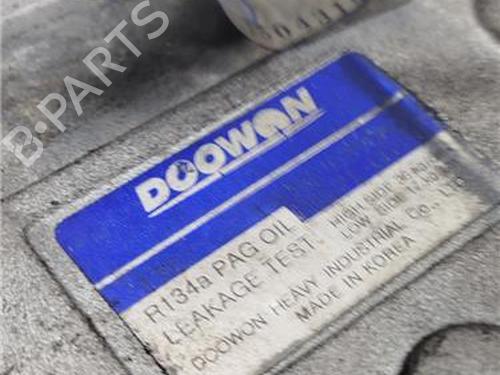 B-PARTS
DOOWON
R134a PAG OIL
LEAKAGE TEST
HIGH SIDE
LOW SIDE
DOOWON HEAVY INDUSTRIAL Co., LTD
MADE IN KOREA